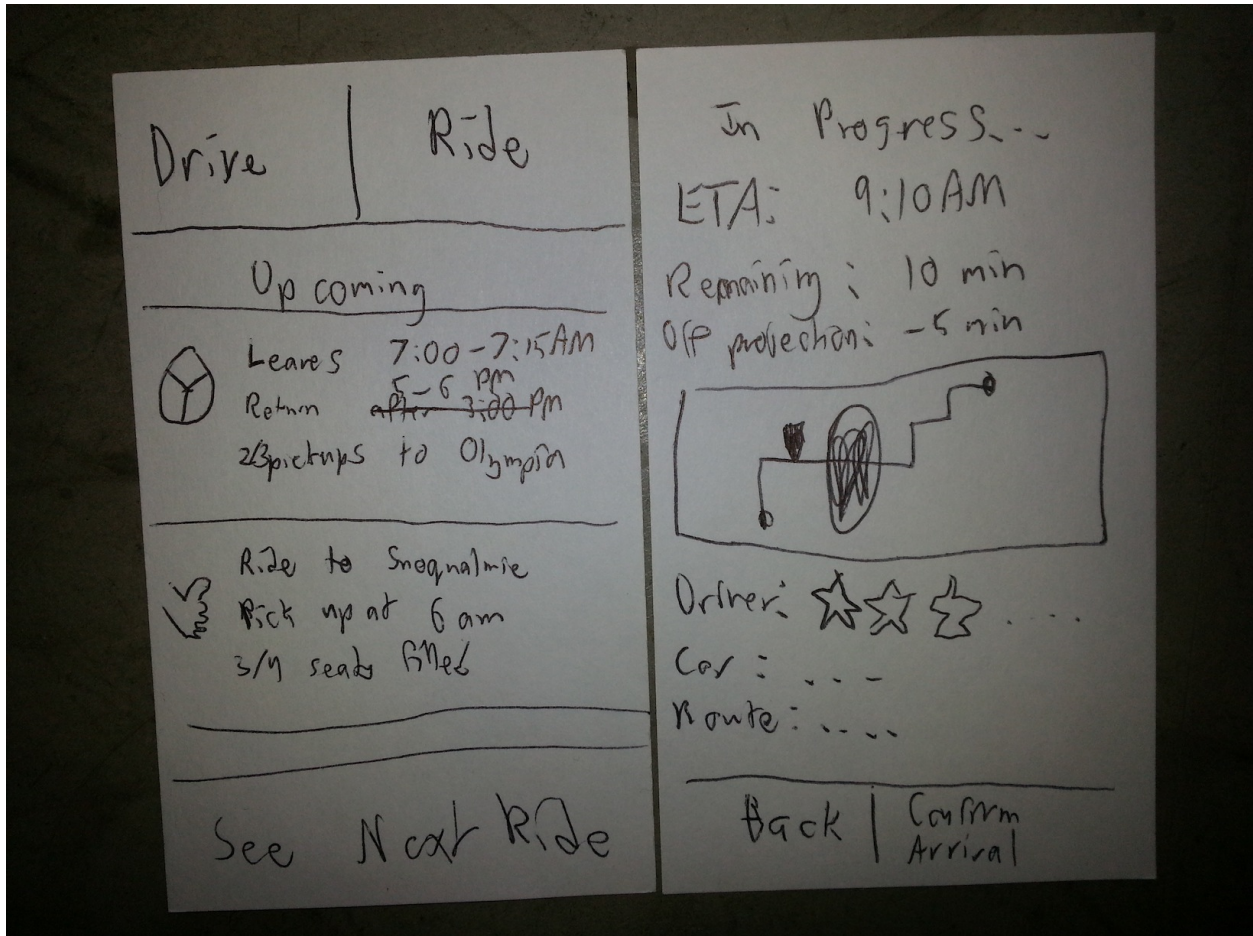 Drive | Ride
Upcoming
Leaves 7:00-7:15AM
5-6 pm
Return after 3:00 PM
2/3 pickups to Olympia
Ride to Snoqualmie
Pick up at 6 am
3/4 seats filled
See Next Ride
In Progress...
ETA: 9:10AM
Remaining: 10 min
Off projection: -5 min
Driver: ....
Car: ...
Route: ....
Back | Confirm
Arrival